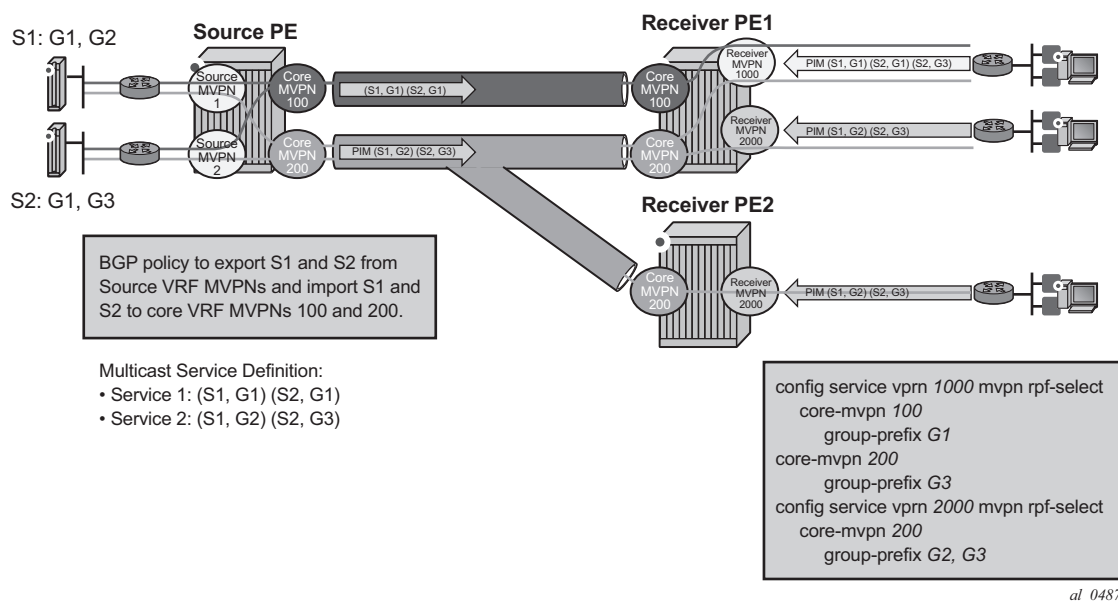 S1: G1, G2
Source PE
Receiver PE1
Source
MVPN
1
Core
MVPN
100
(S1, G1) (S2, G1)
Core
MVPN
100
Receiver
MVPN
1000
PIM (S1, G1) (S2, G1) (S2, G3)
Source
MVPN
2
Core
MVPN
200
PIM (S1, G2) (S2, G3)
Core
MVPN
200
Receiver
MVPN
2000
PIM (S1, G2) (S2, G3)
S2: G1, G3
Receiver PE2
Core
MVPN
200
Receiver
MVPN
2000
PIM (S1, G2) (S2, G3)
BGP policy to export S1 and S2 from
Source VRF MVPNs and import S1 and
S2 to core VRF MVPNs 100 and 200.
Multicast Service Definition:
• Service 1: (S1, G1) (S2, G1)
• Service 2: (S1, G2) (S2, G3)
config service vprn 1000 mvpn rpf-select
core-mvpn 100
group-prefix G1
core-mvpn 200
group-prefix G3
config service vprn 2000 mvpn rpf-select
core-mvpn 200
group-prefix G2, G3
al_0487